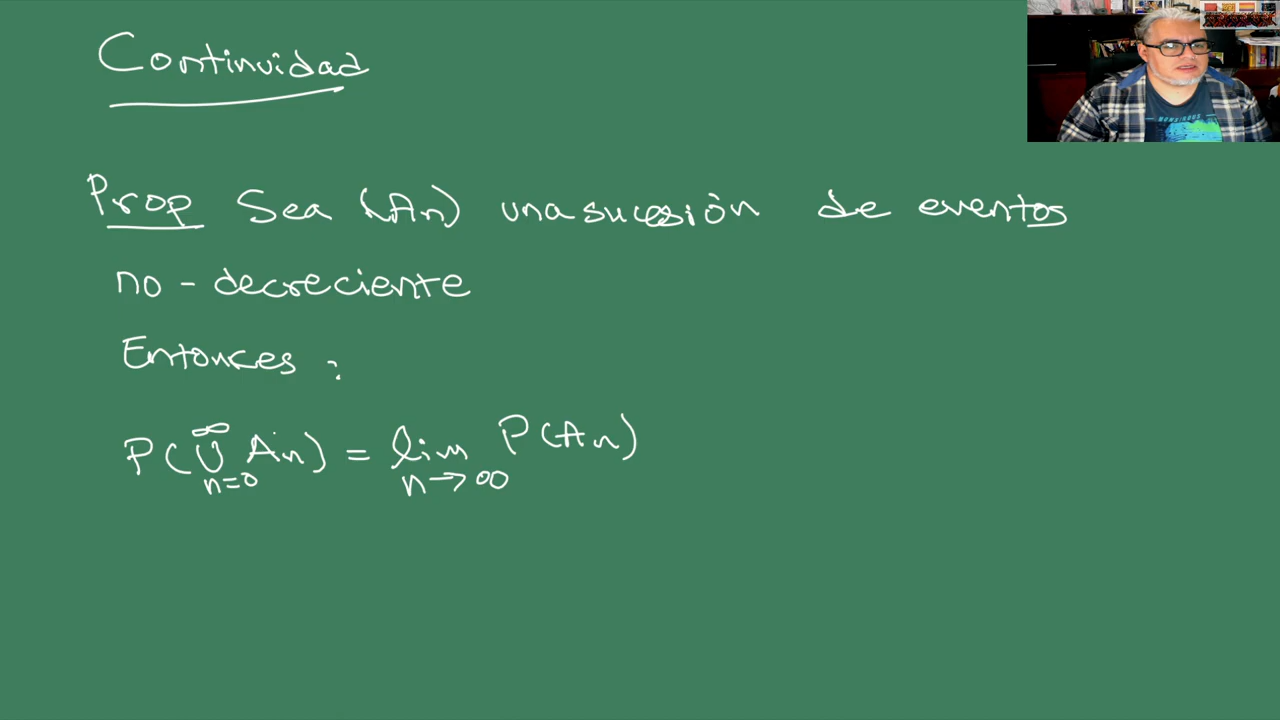 Continuidad
Prop Sea (An) una sucesión de eventos
no - decreciente
Entonces :
P(∪_{n=0}^{∞} An) = lim_{n→∞} P(An)